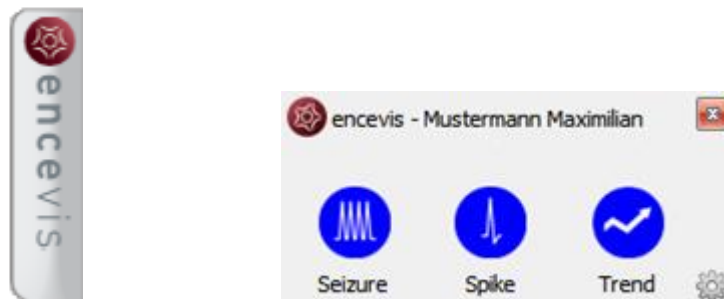 encevis
encevis - Mustermann Maximilian
Seizure Spike Trend